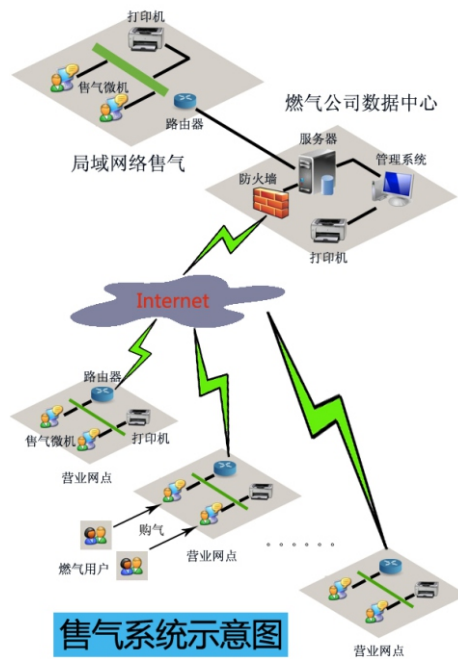 打印机
售气微机
路由器
局域网络售气
燃气公司数据中心
服务器
管理系统
防火墙
打印机
Internet
路由器
售气微机
打印机
营业网点
购气
燃气用户
营业网点
。。。。。。
营业网点
售气系统示意图